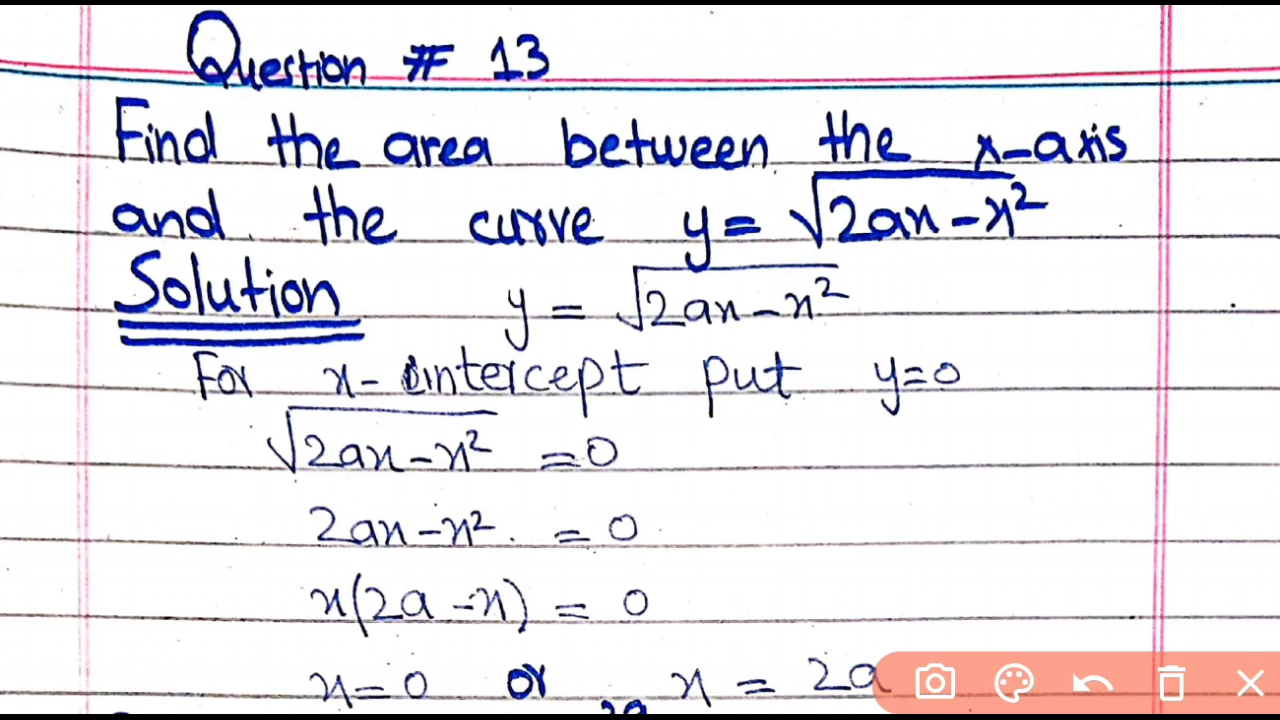 Question # 13
Find the area between the x-axis
and the curve y = √2ax-x²
Solution y = √2ax-x²
For x-intercept put y=0
√2ax-x² = 0
2ax-x² = 0
x(2a-x) = 0
x=0 or x = 2a